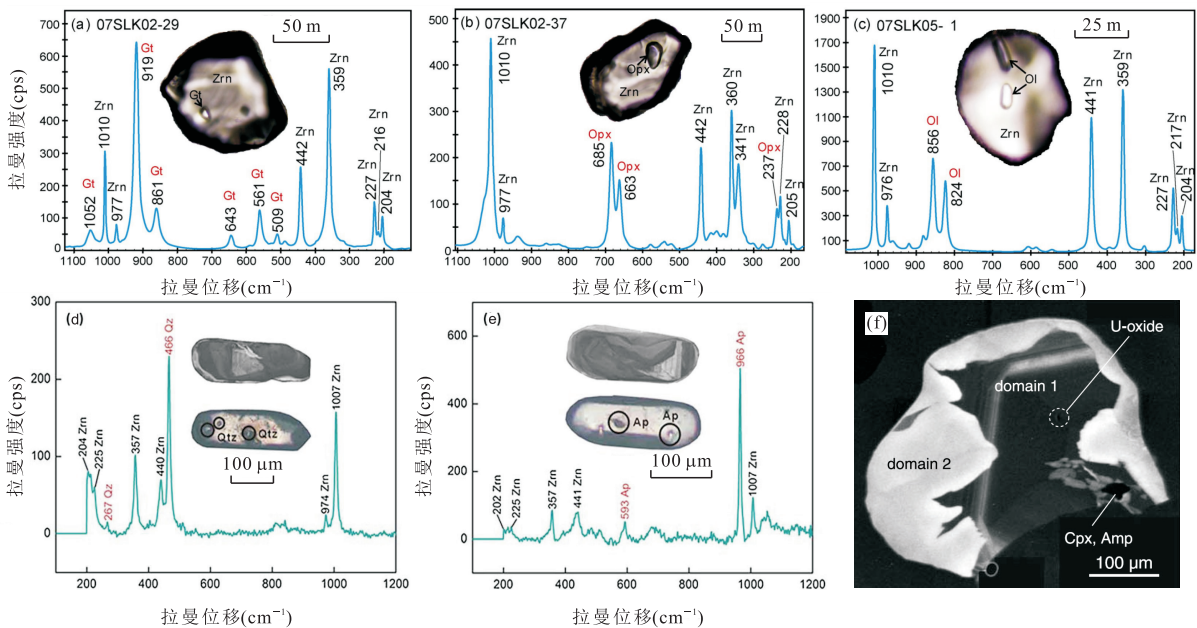 (a) 07SLK02-29
50 m
拉曼强度(cps)
700
600
500
400
300
200
100
0
1052
Gt
1010
Zrn
977
Zrn
919
Gt
861
Gt
Zrn
Gt
643
Gt
561
Gt
509
Gt
442
Zrn
359
Zrn
227
Zrn
216
Zrn
204
Zrn
1100 1000 900 800 700 600 500 400 300 200
拉曼位移(cm⁻¹)
(b) 07SLK02-37
50 m
500
400
300
200
100
0
1010
Zrn
977
Zrn
Opx
Zrn
685
Opx
663
Opx
442
Zrn
360
Zrn
341
Zrn
237
Opx
228
Zrn
205
Zrn
1100 1000 900 800 700 600 500 400 300 200
拉曼位移(cm⁻¹)
(c) 07SLK05- 1
25 m
1900
1700
1500
1300
1100
900
700
500
300
100
1010
Zrn
976
Zrn
856
Ol
824
Ol
Ol
Zrn
441
Zrn
359
Zrn
227
Zrn
217
Zrn
204
Zrn
1000 900 800 700 600 500 400 300 200
拉曼位移(cm⁻¹)
(d)
拉曼强度(cps)
300
200
100
0
204 Zrn
225 Zrn
267 Qz
357 Zrn
440 Zrn
466 Qz
Qtz
Qtz
100 μm
974 Zrn
1007 Zrn
200 400 600 800 1000 1200
拉曼位移(cm⁻¹)
(e)
拉曼强度(cps)
600
400
200
0
202 Zrn
225 Zrn
357 Zrn
441 Zrn
593 Ap
966 Ap
1007 Zrn
Ap
Ap
100 μm
200 400 600 800 1000 1200
拉曼位移(cm⁻¹)
(f)
U-oxide
domain 1
domain 2
Cpx, Amp
100 μm